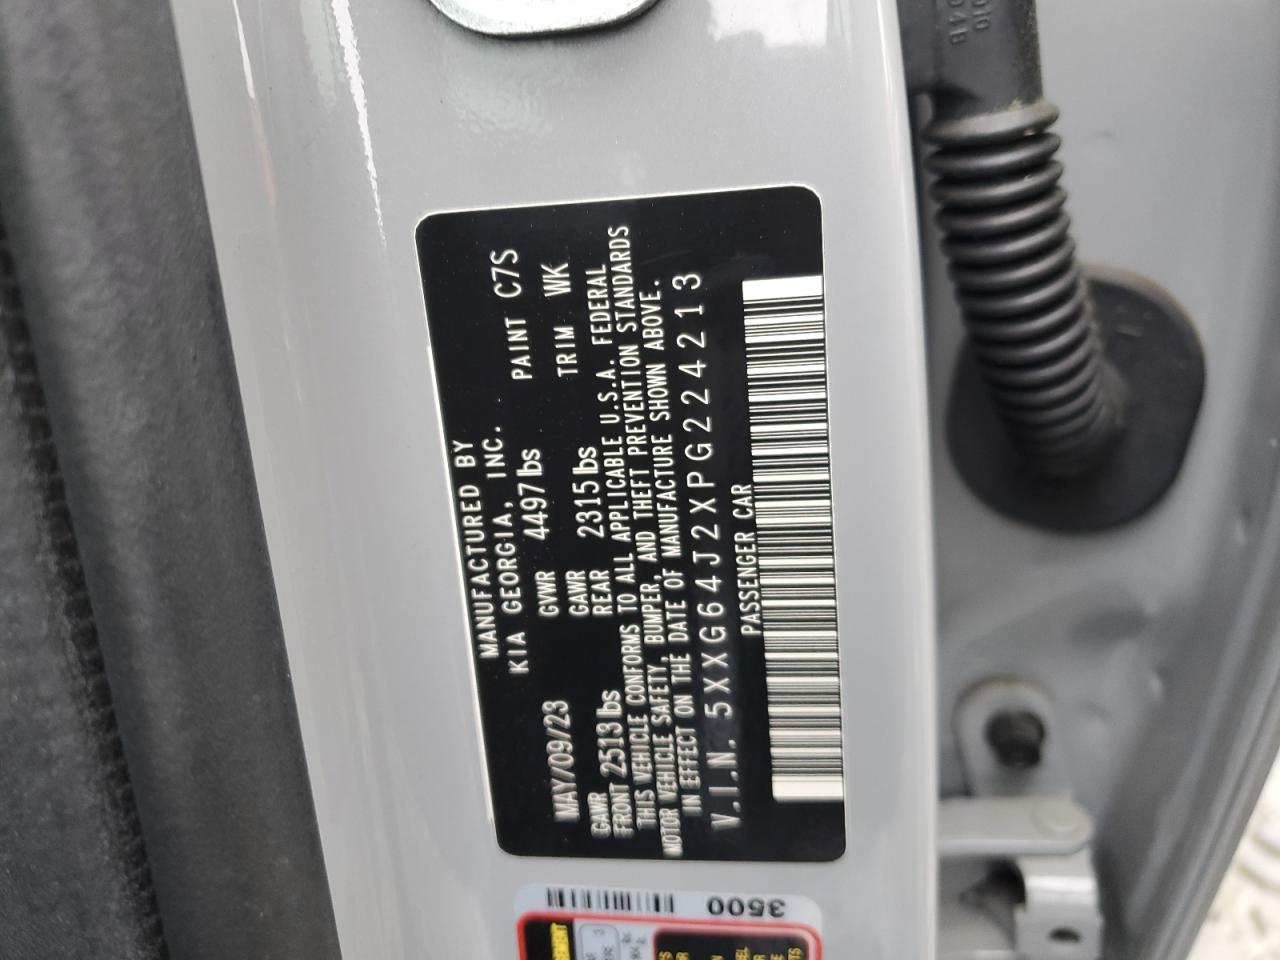 MANUFACTURED BY
KIA GEORGIA, INC.
MAY/09/23 GVWR 4497lbs PAINT C7S
GAWR FRONT 2513lbs GAWR REAR 2315lbs TRIM WK
THIS VEHICLE CONFORMS TO ALL APPLICABLE U.S.A. FEDERAL
MOTOR VEHICLE SAFETY, BUMPER, AND THEFT PREVENTION STANDARDS
IN EFFECT ON THE DATE OF MANUFACTURE SHOWN ABOVE.
V.I.N. 5XXG64J2XPG224213
PASSENGER CAR
3500